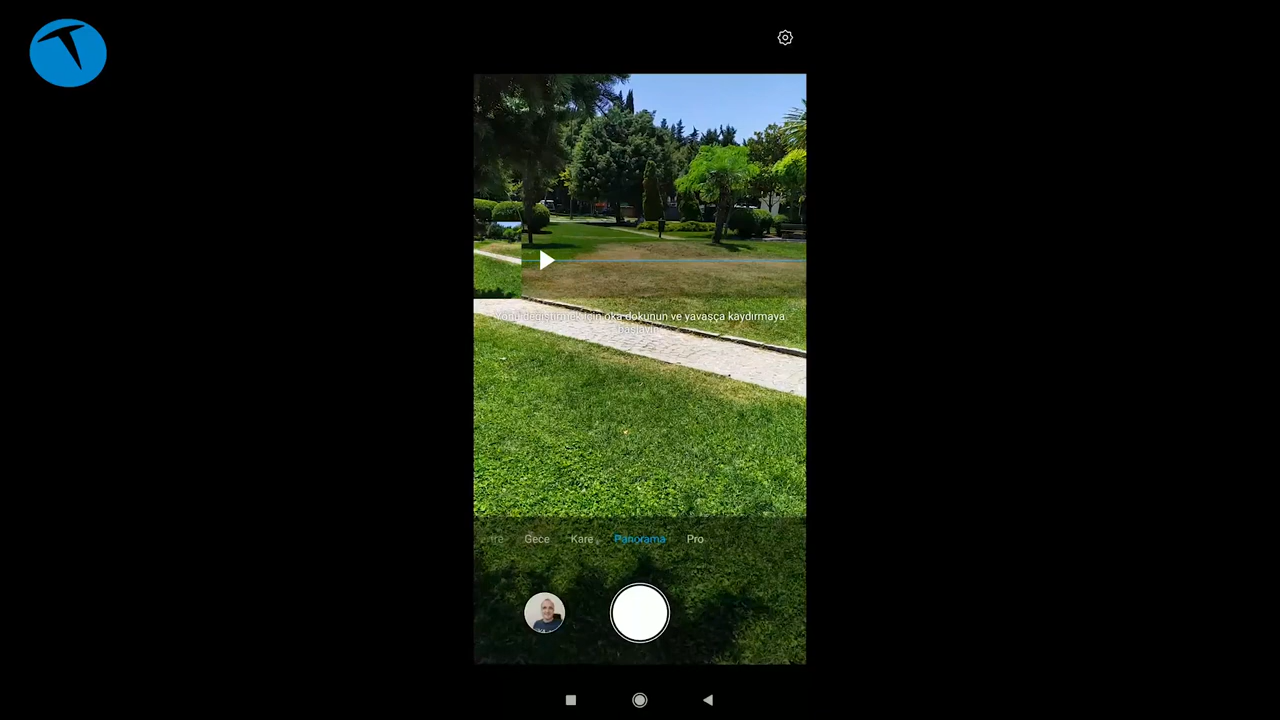 Yönü değiştirmek için oka dokunun ve yavaşça kaydırmaya
başlayın
Gece Kare Panorama Pro